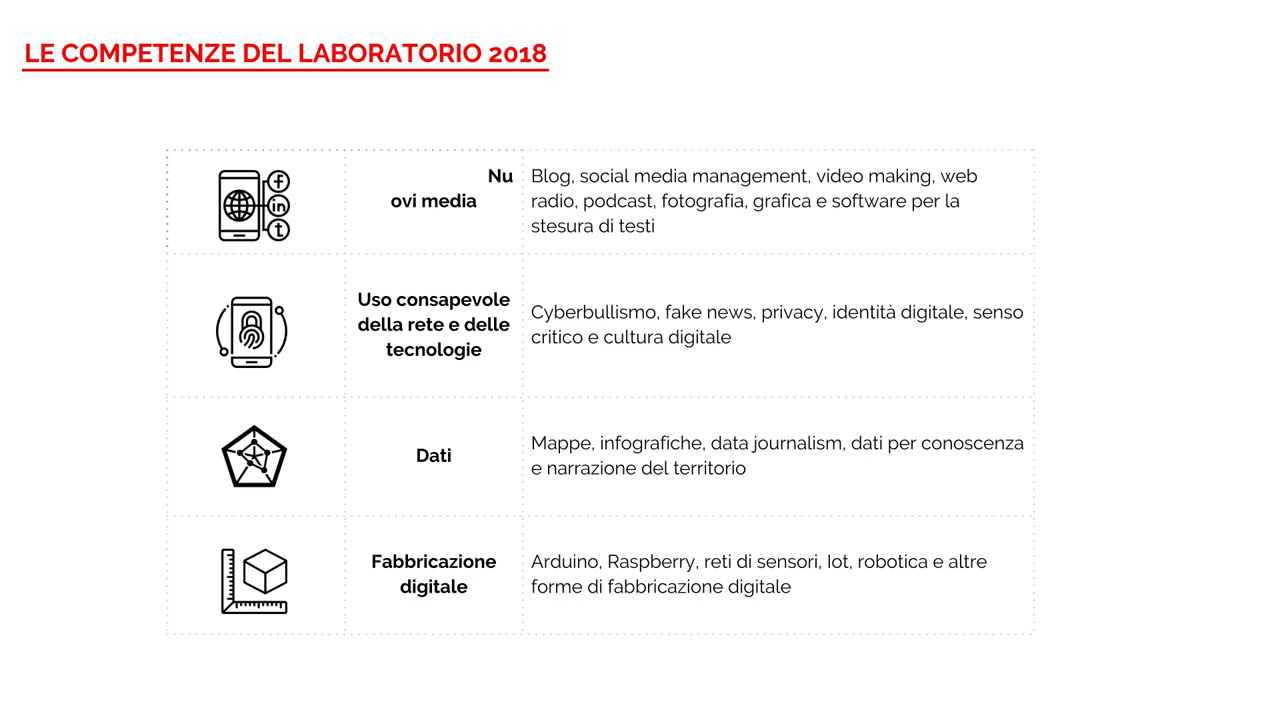 LE COMPETENZE DEL LABORATORIO 2018
f
in
t
Nu
ovi media
Blog, social media management, video making, web
radio, podcast, fotografia, grafica e software per la
stesura di testi
Uso consapevole
della rete e delle
tecnologie
Cyberbullismo, fake news, privacy, identità digitale, senso
critico e cultura digitale
Dati
Mappe, infografiche, data journalism, dati per conoscenza
e narrazione del territorio
Fabbricazione
digitale
Arduino, Raspberry, reti di sensori, Iot, robotica e altre
forme di fabbricazione digitale